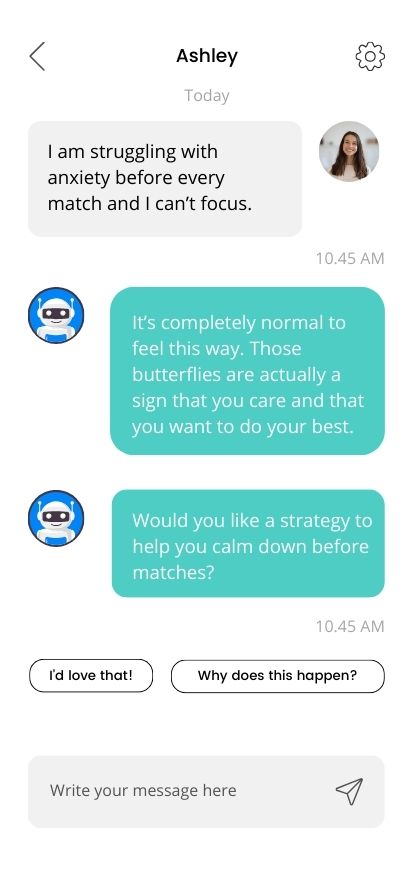 Ashley
Today
I am struggling with
anxiety before every
match and I can’t focus.
10.45 AM
It’s completely normal to
feel this way. Those
butterflies are actually a
sign that you care and that
you want to do your best.
Would you like a strategy to
help you calm down before
matches?
10.45 AM
I'd love that!
Why does this happen?
Write your message here